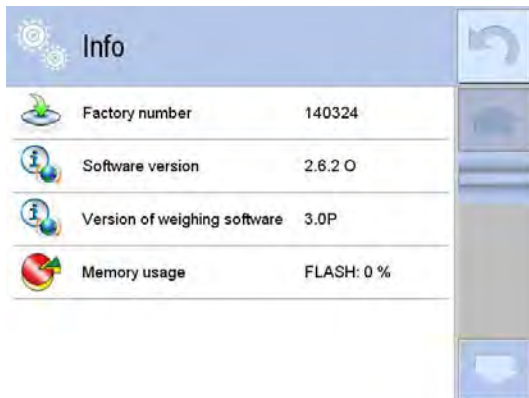 Info
Factory number 140324
Software version 2.6.2 O
Version of weighing software 3.0P
Memory usage FLASH: 0 %